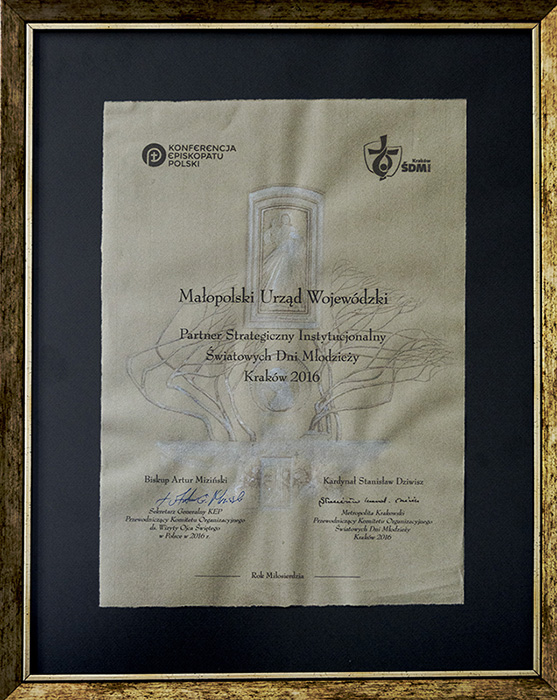 KONFERENCJA
EPISKOPATU
POLSKI
Kraków
ŚDM
Małopolski Urząd Wojewódzki
Partner Strategiczny Instytucjonalny
Światowych Dni Młodzieży
Kraków 2016
Biskup Artur Miziński
Sekretarz Generalny KEP
Przewodniczący Komitetu Organizacyjnego
ds. Wizyty Ojca Świętego
w Polsce w 2016 r.
Kardynał Stanisław Dziwisz
Metropolita Krakowski
Przewodniczący Komitetu Organizacyjnego
Światowych Dni Młodzieży
Kraków 2016
Rok Miłosierdzia